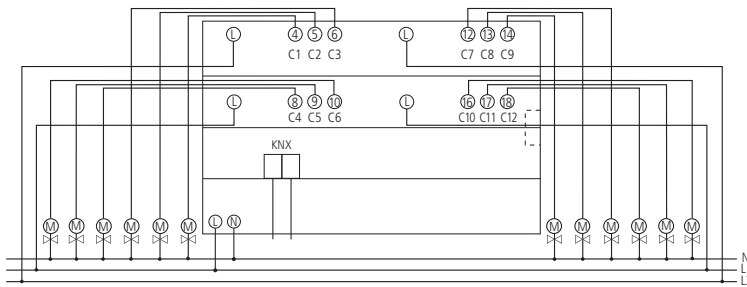 L 4 5 6 L 12 13 14
C1 C2 C3 C7 C8 C9
L 8 9 10 L 16 17 18
C4 C5 C6 C10 C11 C12
KNX
M M M M M M L N M M M M M M
N
L
L